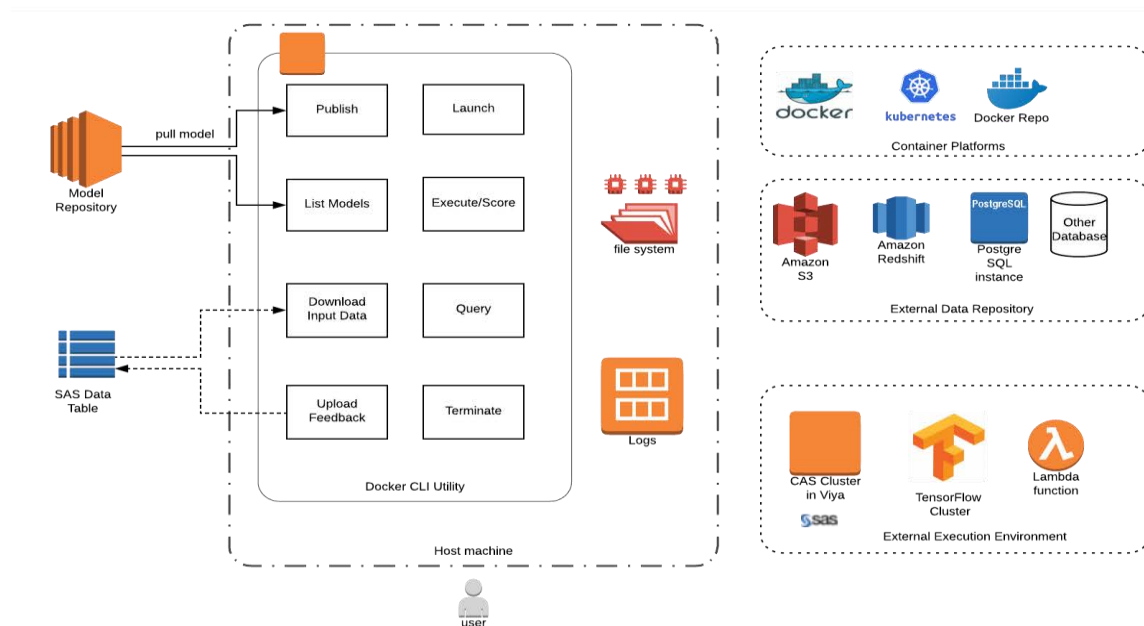 pull model
Model
Repository
SAS Data
Table
Publish
Launch
List Models
Execute/Score
Download
Input Data
Query
Upload
Feedback
Terminate
Docker CLI Utility
file system
Logs
Host machine
user
docker
kubernetes
Docker Repo
Container Platforms
Amazon
S3
Amazon
Redshift
PostgreSQL
Postgre
SQL
instance
Other
Database
External Data Repository
CAS Cluster
in Viya
sas
TensorFlow
Cluster
λ
Lambda
function
External Execution Environment